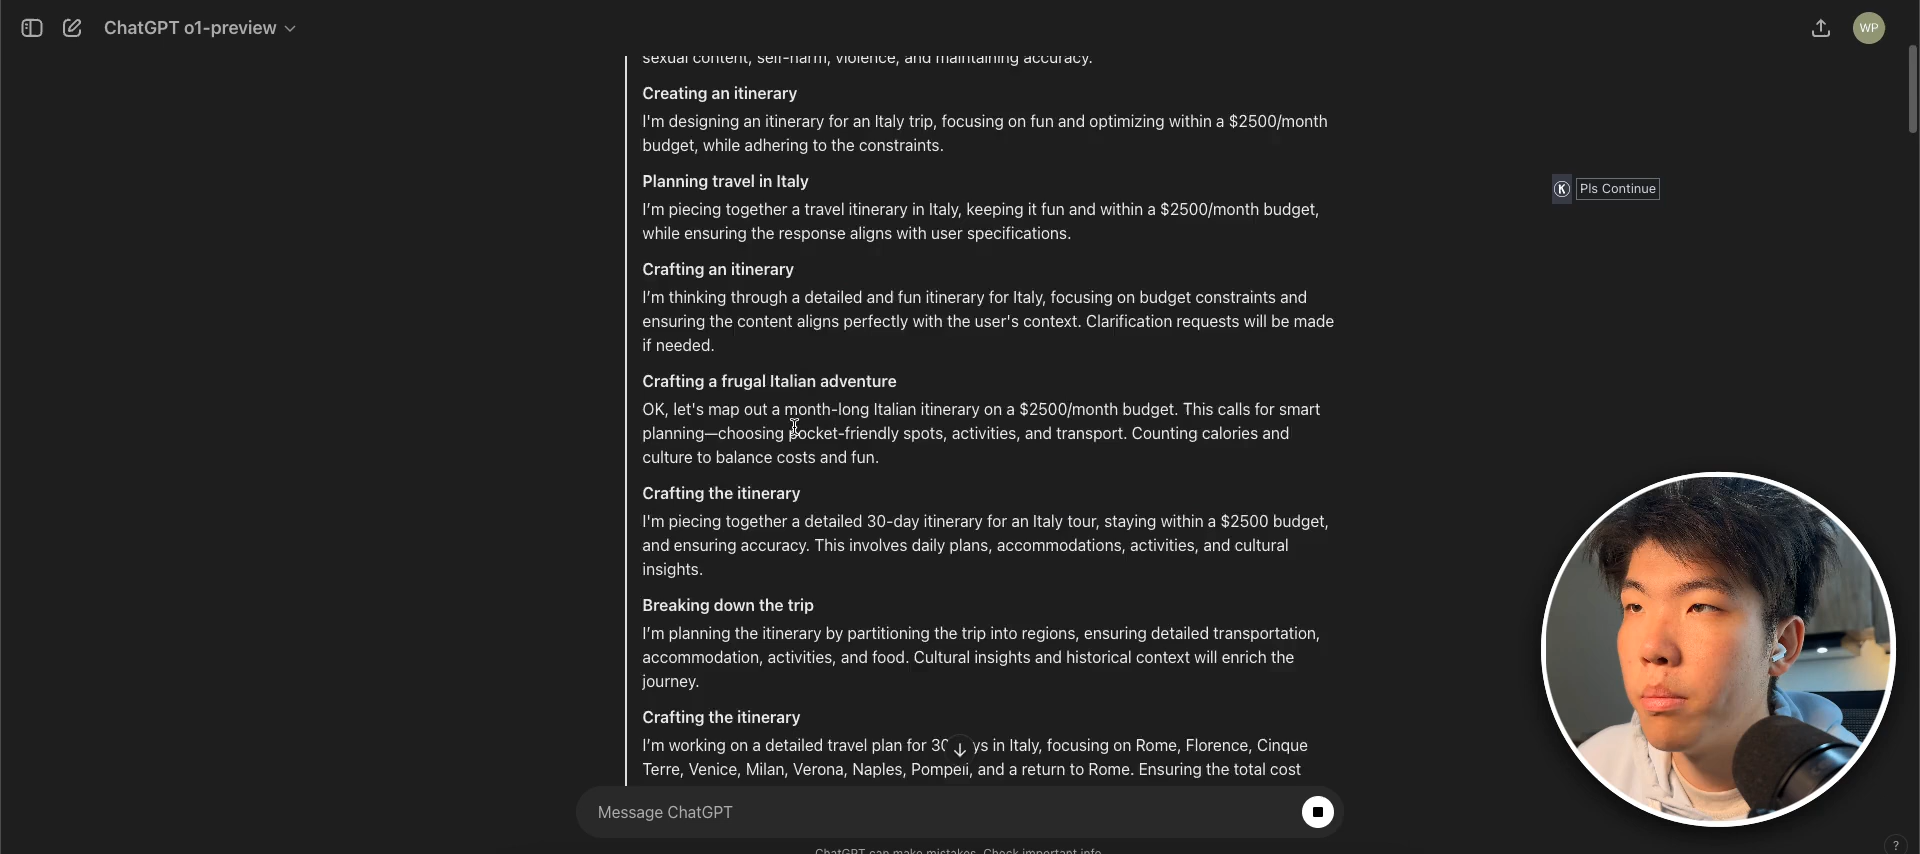 ChatGPT o1-preview
WP
sexual content, self-harm, violence, and maintaining accuracy.
Creating an itinerary
I'm designing an itinerary for an Italy trip, focusing on fun and optimizing within a $2500/month
budget, while adhering to the constraints.
Planning travel in Italy
K Pls Continue
I’m piecing together a travel itinerary in Italy, keeping it fun and within a $2500/month budget,
while ensuring the response aligns with user specifications.
Crafting an itinerary
I’m thinking through a detailed and fun itinerary for Italy, focusing on budget constraints and
ensuring the content aligns perfectly with the user's context. Clarification requests will be made
if needed.
Crafting a frugal Italian adventure
OK, let's map out a month-long Italian itinerary on a $2500/month budget. This calls for smart
planning—choosing pocket-friendly spots, activities, and transport. Counting calories and
culture to balance costs and fun.
Crafting the itinerary
I'm piecing together a detailed 30-day itinerary for an Italy tour, staying within a $2500 budget,
and ensuring accuracy. This involves daily plans, accommodations, activities, and cultural
insights.
Breaking down the trip
I’m planning the itinerary by partitioning the trip into regions, ensuring detailed transportation,
accommodation, activities, and food. Cultural insights and historical context will enrich the
journey.
Crafting the itinerary
I’m working on a detailed travel plan for 30 ys in Italy, focusing on Rome, Florence, Cinque
Terre, Venice, Milan, Verona, Naples, Pompeii, and a return to Rome. Ensuring the total cost
Message ChatGPT
ChatGPT can make mistakes. Check important info.
?